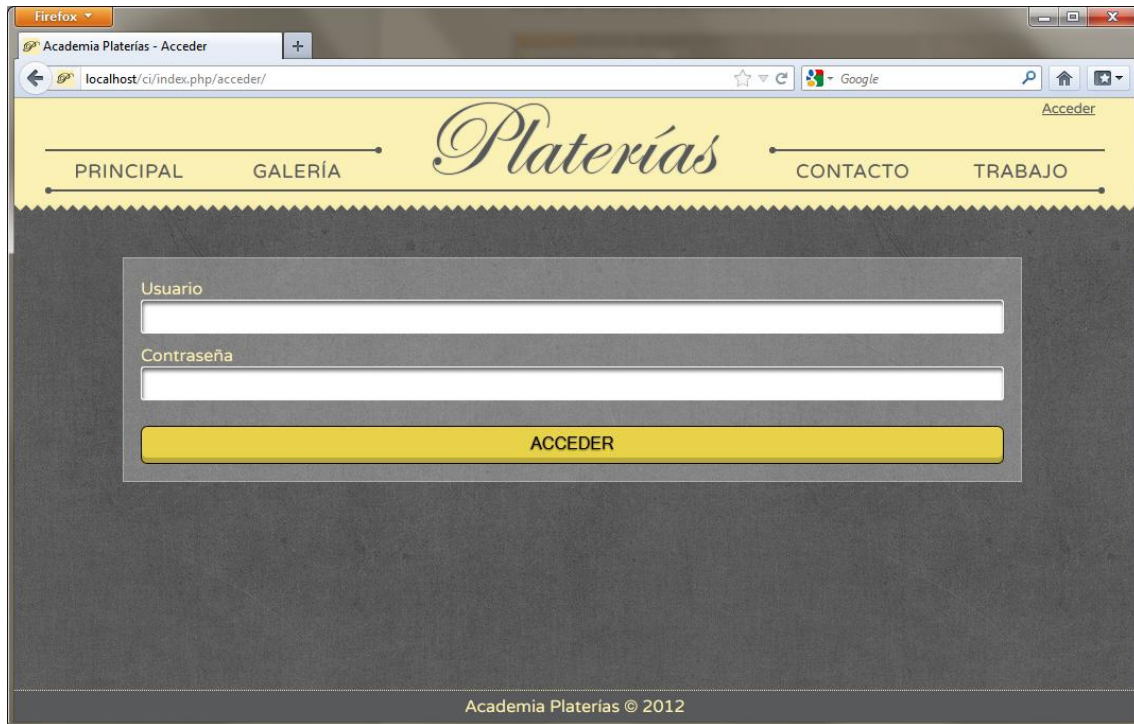 Firefox
Academia Platerías - Acceder
localhost/ci/index.php/acceder/
Google
Acceder
Platerías
PRINCIPAL GALERÍA CONTACTO TRABAJO
Usuario
Contraseña
ACCEDER
Academia Platerías © 2012